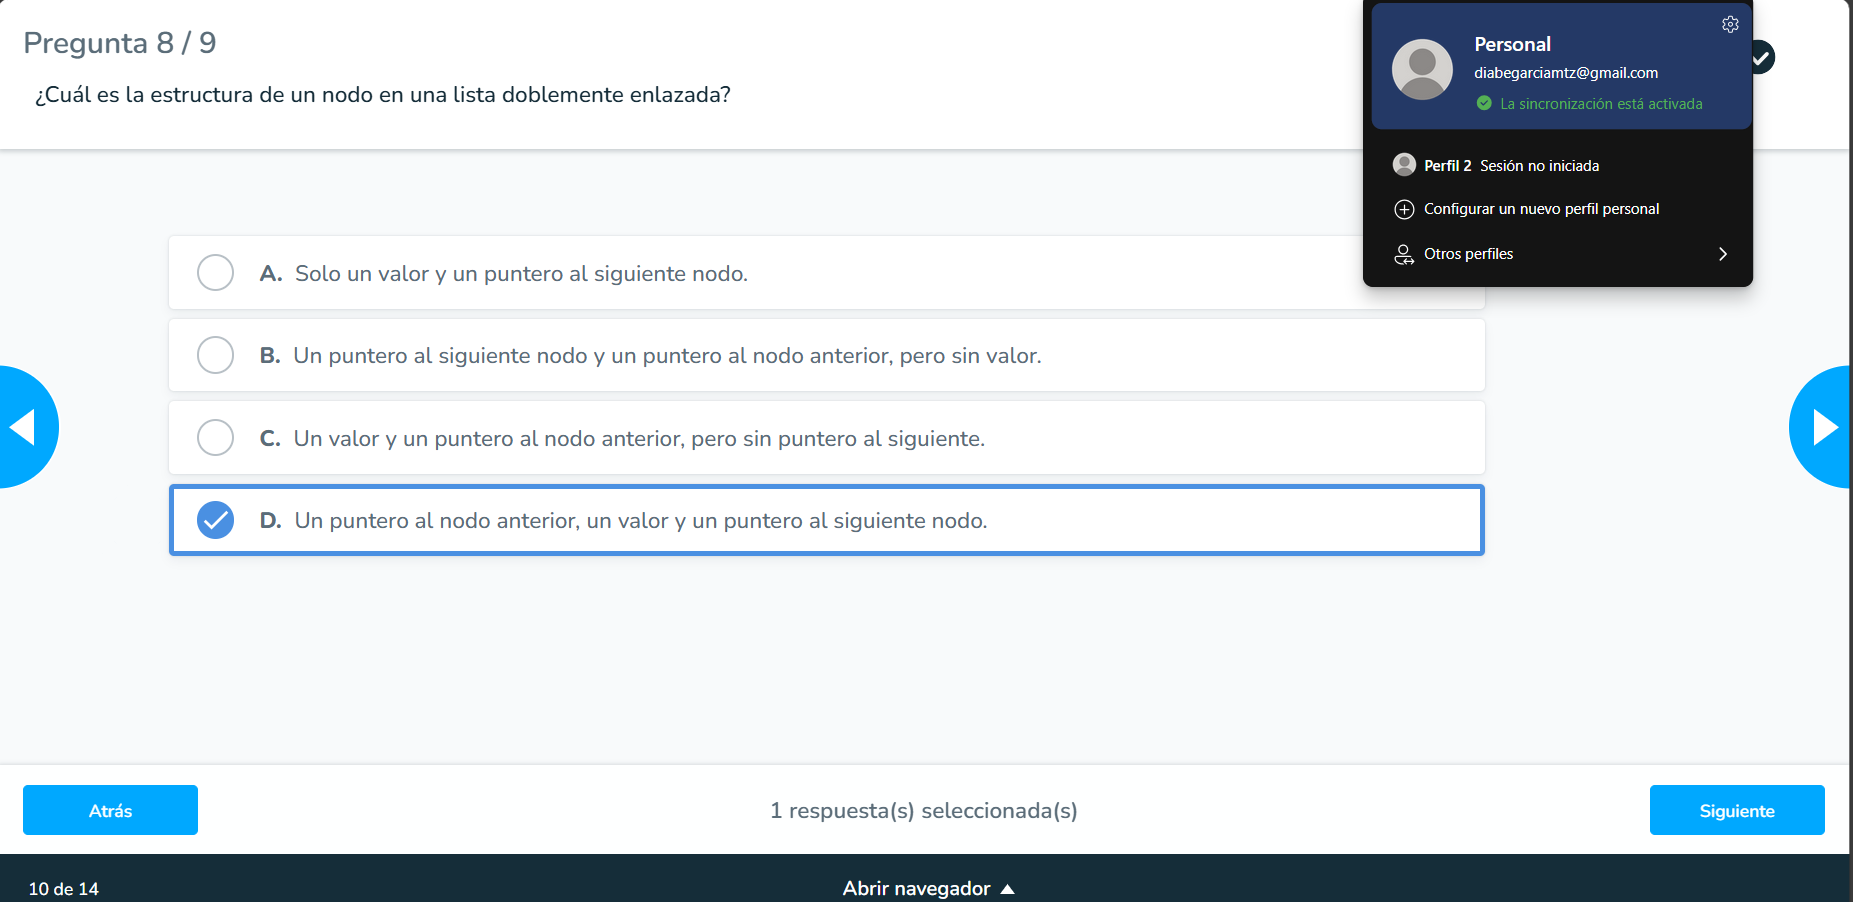 Pregunta 8 / 9
¿Cuál es la estructura de un nodo en una lista doblemente enlazada?
Personal
diabegarciamtz@gmail.com
La sincronización está activada
Perfil 2 Sesión no iniciada
Configurar un nuevo perfil personal
Otros perfiles
A. Solo un valor y un puntero al siguiente nodo.
B. Un puntero al siguiente nodo y un puntero al nodo anterior, pero sin valor.
C. Un valor y un puntero al nodo anterior, pero sin puntero al siguiente.
D. Un puntero al nodo anterior, un valor y un puntero al siguiente nodo.
Atrás
1 respuesta(s) seleccionada(s)
Siguiente
10 de 14
Abrir navegador